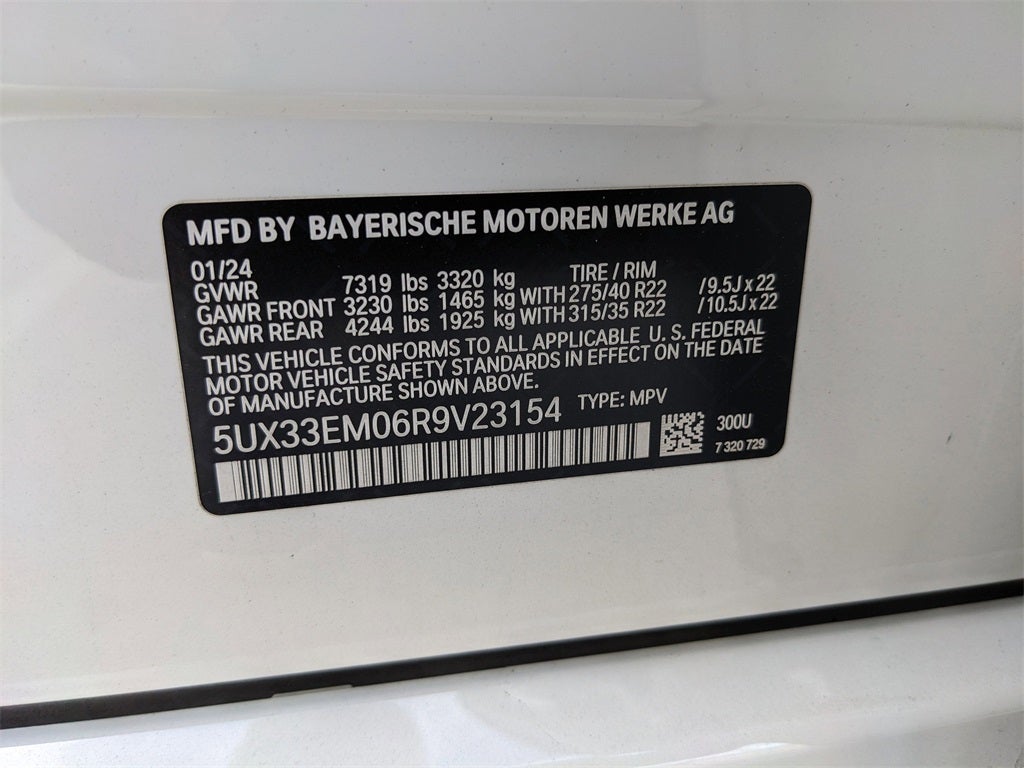 MFD BY BAYERISCHE MOTOREN WERKE AG
01/24 TIRE / RIM
GVWR 7319 lbs 3320 kg
GAWR FRONT 3230 lbs 1465 kg WITH 275/40 R22 / 9.5J x 22
GAWR REAR 4244 lbs 1925 kg WITH 315/35 R22 / 10.5J x 22
THIS VEHICLE CONFORMS TO ALL APPLICABLE U. S. FEDERAL
MOTOR VEHICLE SAFETY STANDARDS IN EFFECT ON THE DATE
OF MANUFACTURE SHOWN ABOVE.
5UX33EM06R9V23154 TYPE: MPV
300U
7 320 729